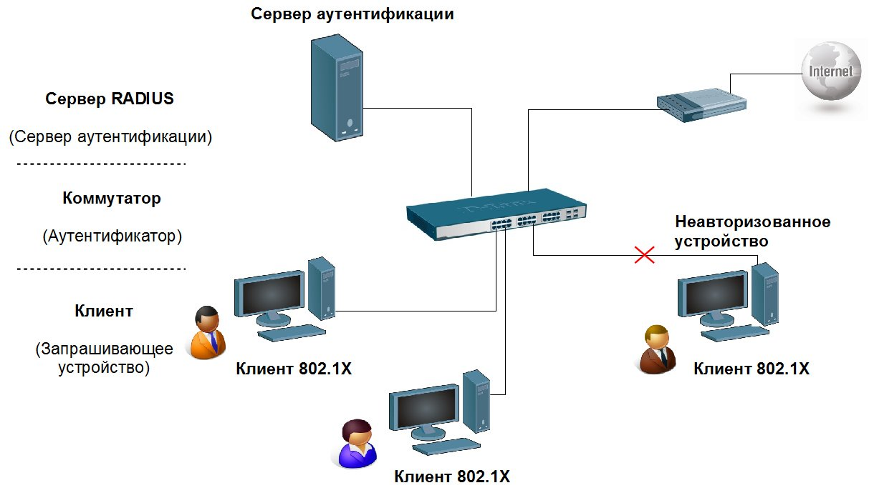 Сервер аутентификации
Internet
Сервер RADIUS
(Сервер аутентификации)
Коммутатор
(Аутентификатор)
Неавторизованное
устройство
Клиент
(Запрашивающее
устройство)
Клиент 802.1X
Клиент 802.1X
Клиент 802.1X